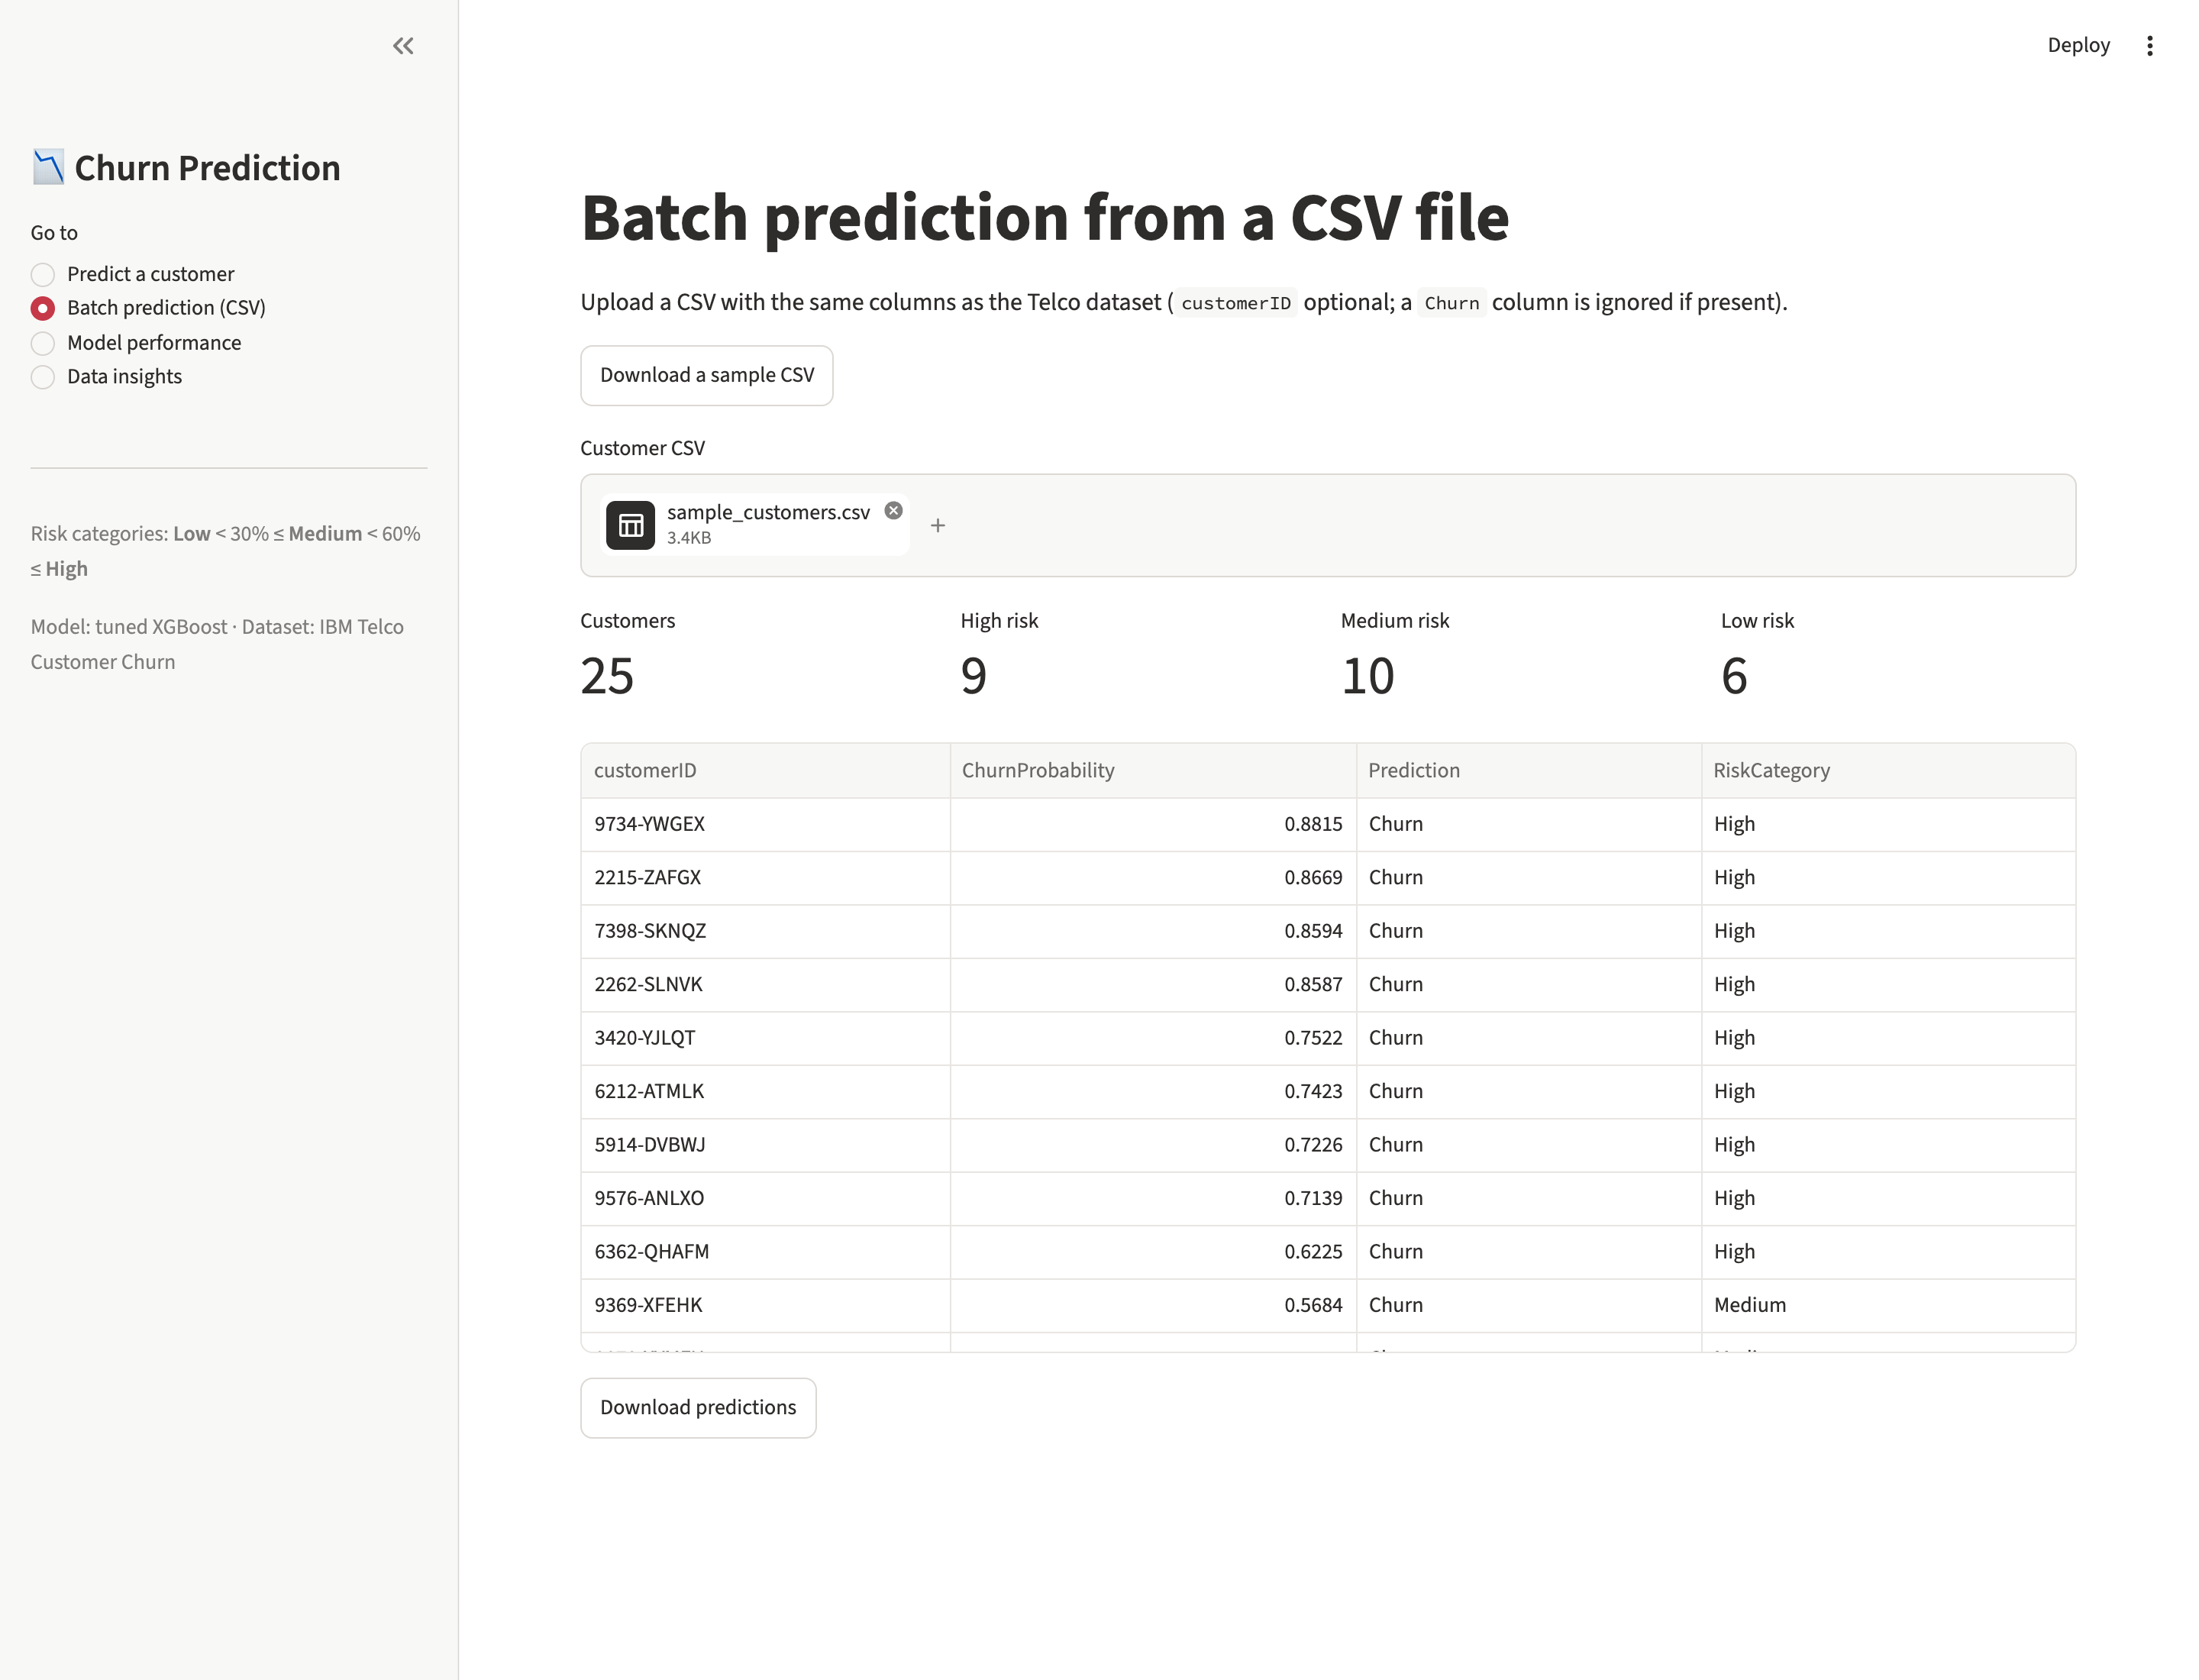 Deploy
Churn Prediction
Go to
Predict a customer
Batch prediction (CSV)
Model performance
Data insights
Risk categories: Low < 30% ≤ Medium < 60%
≤ High
Model: tuned XGBoost · Dataset: IBM Telco
Customer Churn
Batch prediction from a CSV file
Upload a CSV with the same columns as the Telco dataset ( customerID optional; a Churn column is ignored if present).
Download a sample CSV
Customer CSV
sample_customers.csv
3.4KB
Customers High risk Medium risk Low risk
25 9 10 6
customerID ChurnProbability Prediction RiskCategory
9734-YWGEX 0.8815 Churn High
2215-ZAFGX 0.8669 Churn High
7398-SKNQZ 0.8594 Churn High
2262-SLNVK 0.8587 Churn High
3420-YJLQT 0.7522 Churn High
6212-ATMLK 0.7423 Churn High
5914-DVBWJ 0.7226 Churn High
9576-ANLXO 0.7139 Churn High
6362-QHAFM 0.6225 Churn High
9369-XFEHK 0.5684 Churn Medium
Download predictions